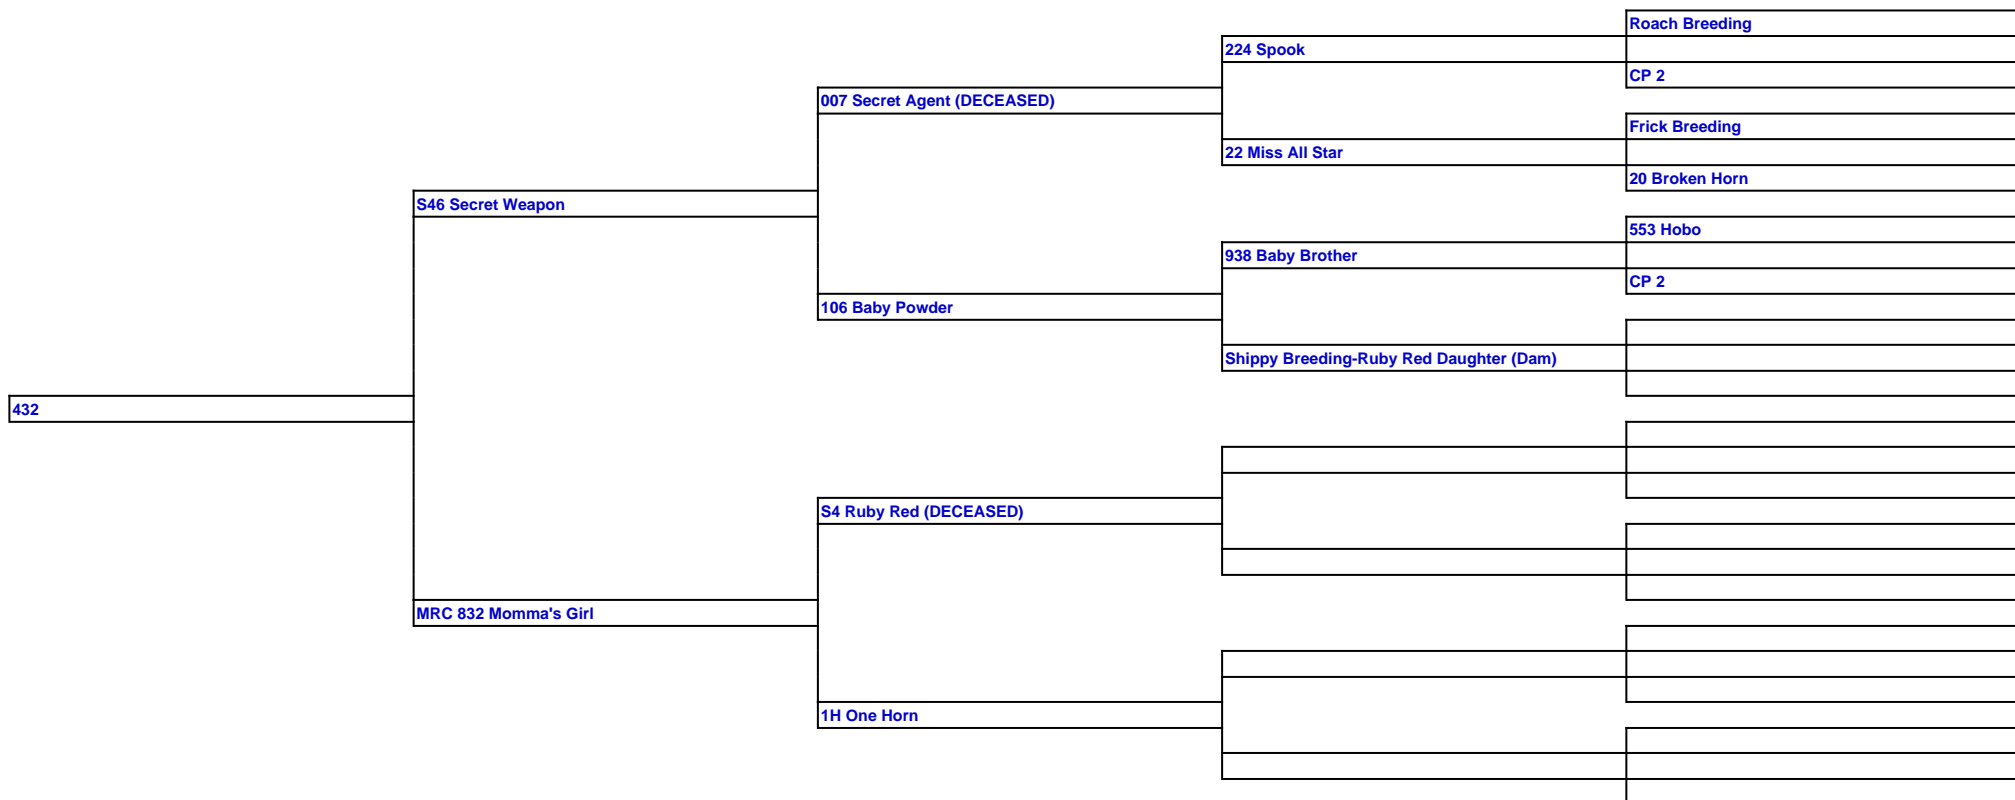 Roach Breeding
224 Spook
CP 2
007 Secret Agent (DECEASED)
Frick Breeding
22 Miss All Star
20 Broken Horn
S46 Secret Weapon
553 Hobo
938 Baby Brother
CP 2
106 Baby Powder
Shippy Breeding-Ruby Red Daughter (Dam)
432
S4 Ruby Red (DECEASED)
MRC 832 Momma's Girl
1H One Horn